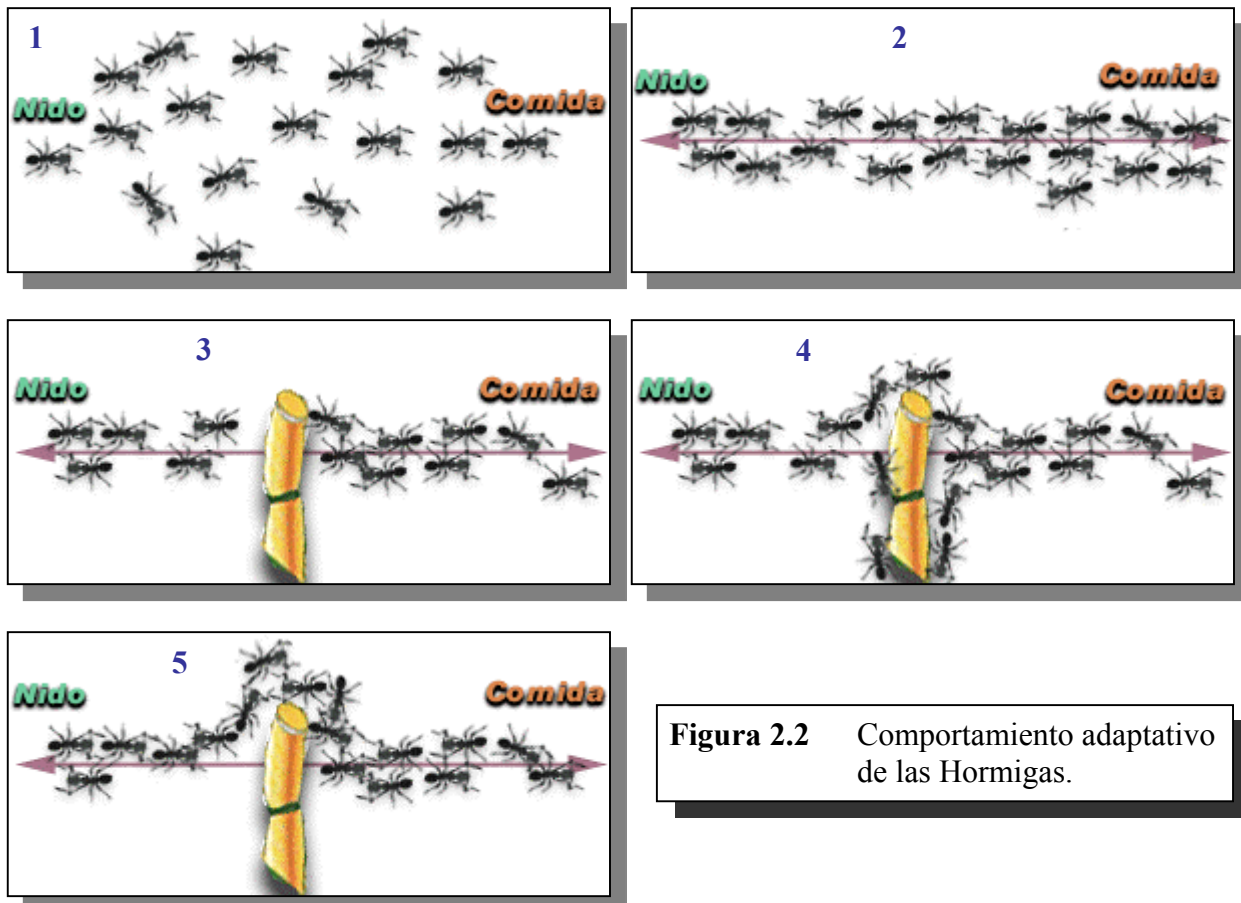 1
Nido
Comida
2
Nido
Comida
3
Nido
Comida
4
Nido
Comida
5
Nido
Comida
Figura 2.2 Comportamiento adaptativo
de las Hormigas.